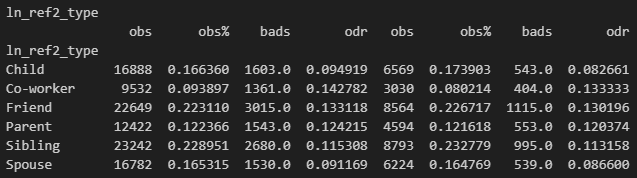 ln_ref2_type
obs obs% bads odr obs obs% bads odr
ln_ref2_type
Child 16888 0.166360 1603.0 0.094919 6569 0.173903 543.0 0.082661
Co-worker 9532 0.093897 1361.0 0.142782 3030 0.080214 404.0 0.133333
Friend 22649 0.223110 3015.0 0.133118 8564 0.226717 1115.0 0.130196
Parent 12422 0.122366 1543.0 0.124215 4594 0.121618 553.0 0.120374
Sibling 23242 0.228951 2680.0 0.115308 8793 0.232779 995.0 0.113158
Spouse 16782 0.165315 1530.0 0.091169 6224 0.164769 539.0 0.086600